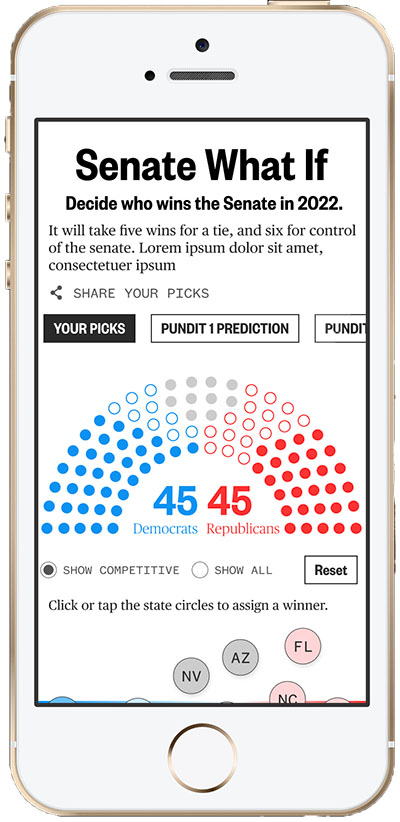 Senate What If
Decide who wins the Senate in 2022.
It will take five wins for a tie, and six for control
of the senate. Lorem ipsum dolor sit amet,
consectetuer ipsum
SHARE YOUR PICKS
YOUR PICKS PUNDIT 1 PREDICTION PUNDIT
45 45
Democrats Republicans
SHOW COMPETITIVE SHOW ALL Reset
Click or tap the state circles to assign a winner.
FL
AZ
NV
NC